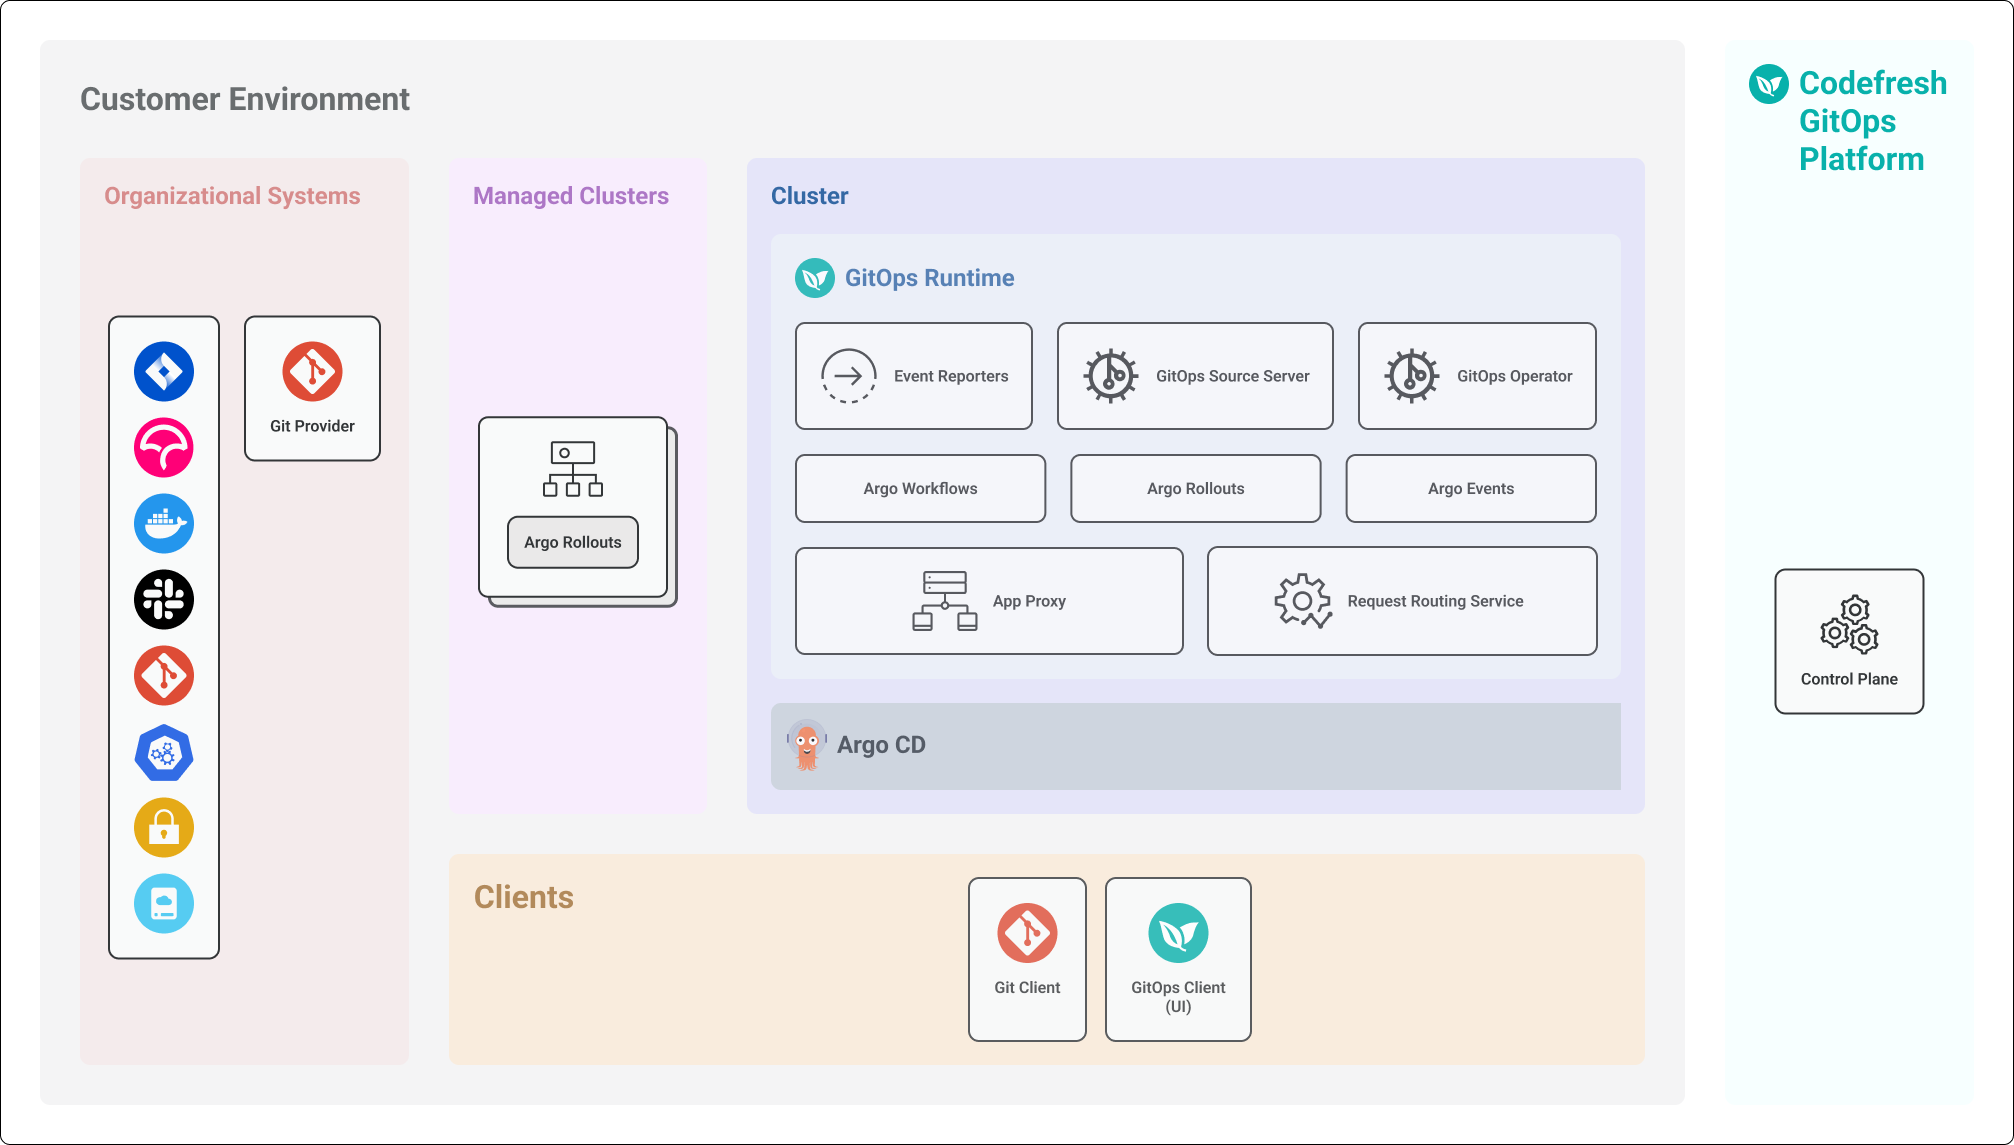 Customer Environment
Codefresh
GitOps
Platform
Organizational Systems
Managed Clusters
Cluster
GitOps Runtime
Git Provider
Event Reporters
GitOps Source Server
GitOps Operator
Argo Workflows
Argo Rollouts
Argo Events
Argo Rollouts
App Proxy
Request Routing Service
Control Plane
Argo CD
Clients
Git Client
GitOps Client
(UI)